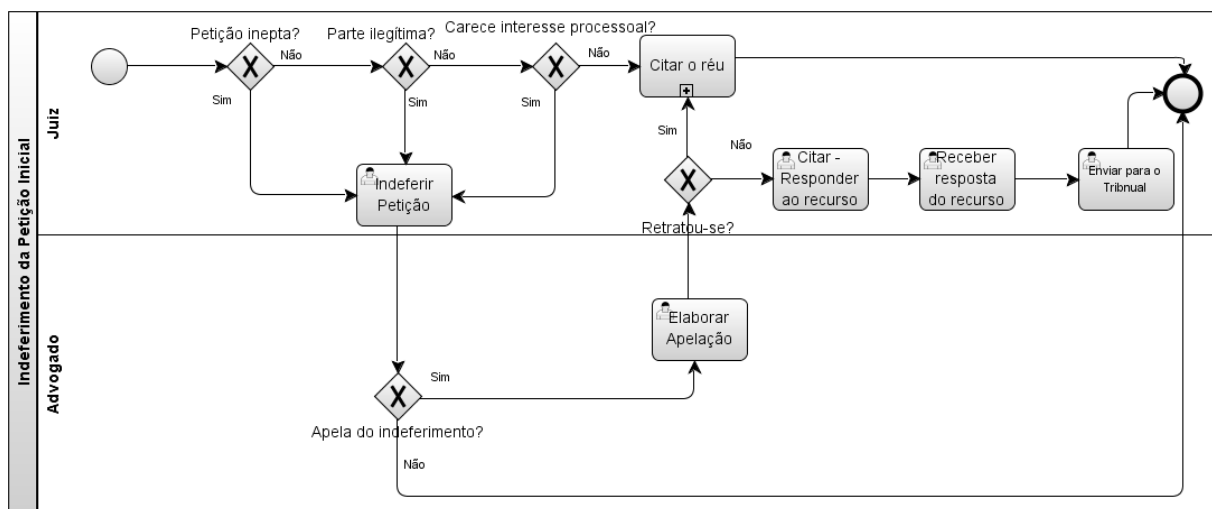 Indeferimento da Petição Inicial
Juiz
Petição inepta?
Parte ilegítima?
Carece interesse processoal?
Não
Não
Não
Citar o réu
Sim
Sim
Sim
Sim
Não
Indeferir
Petição
Citar -
Responder
ao recurso
Receber
resposta
do recurso
Enviar para o
Tribnual
Retratou-se?
Advogado
Elaborar
Apelação
Sim
Apela do indeferimento?
Não